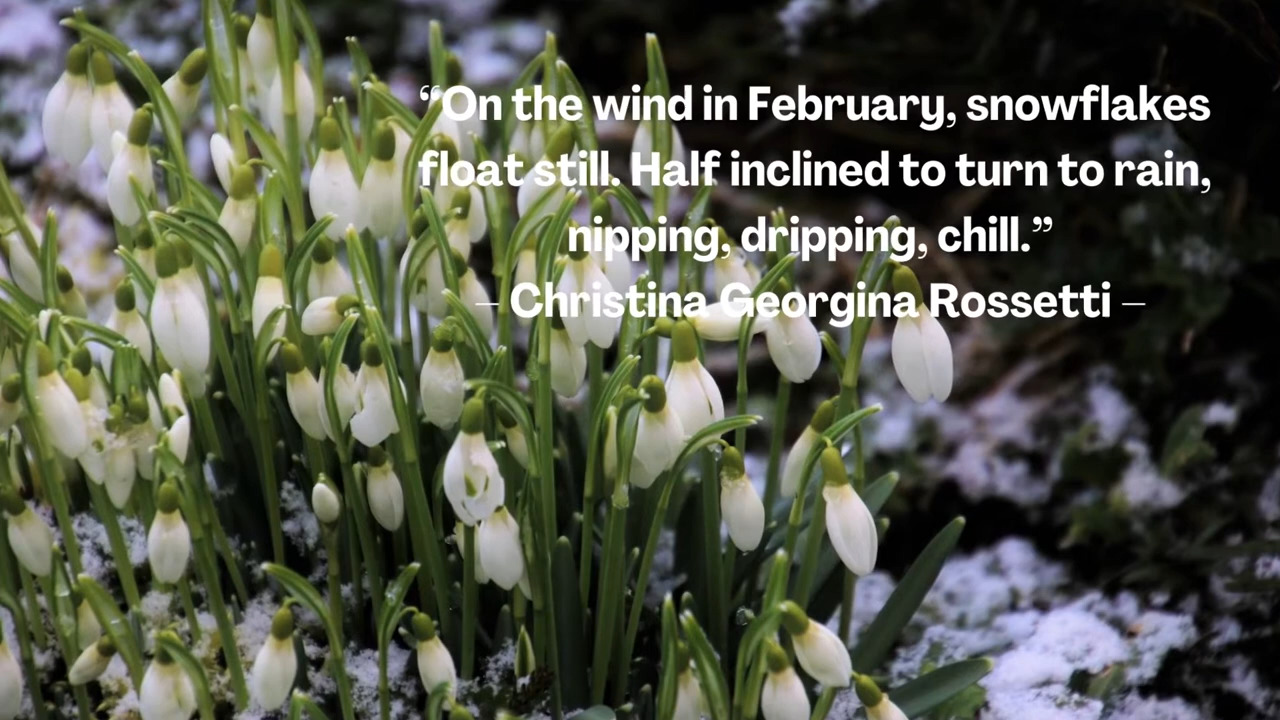 “On the wind in February, snowflakes
float still. Half inclined to turn to rain,
nipping, dripping, chill.”
– Christina Georgina Rossetti –